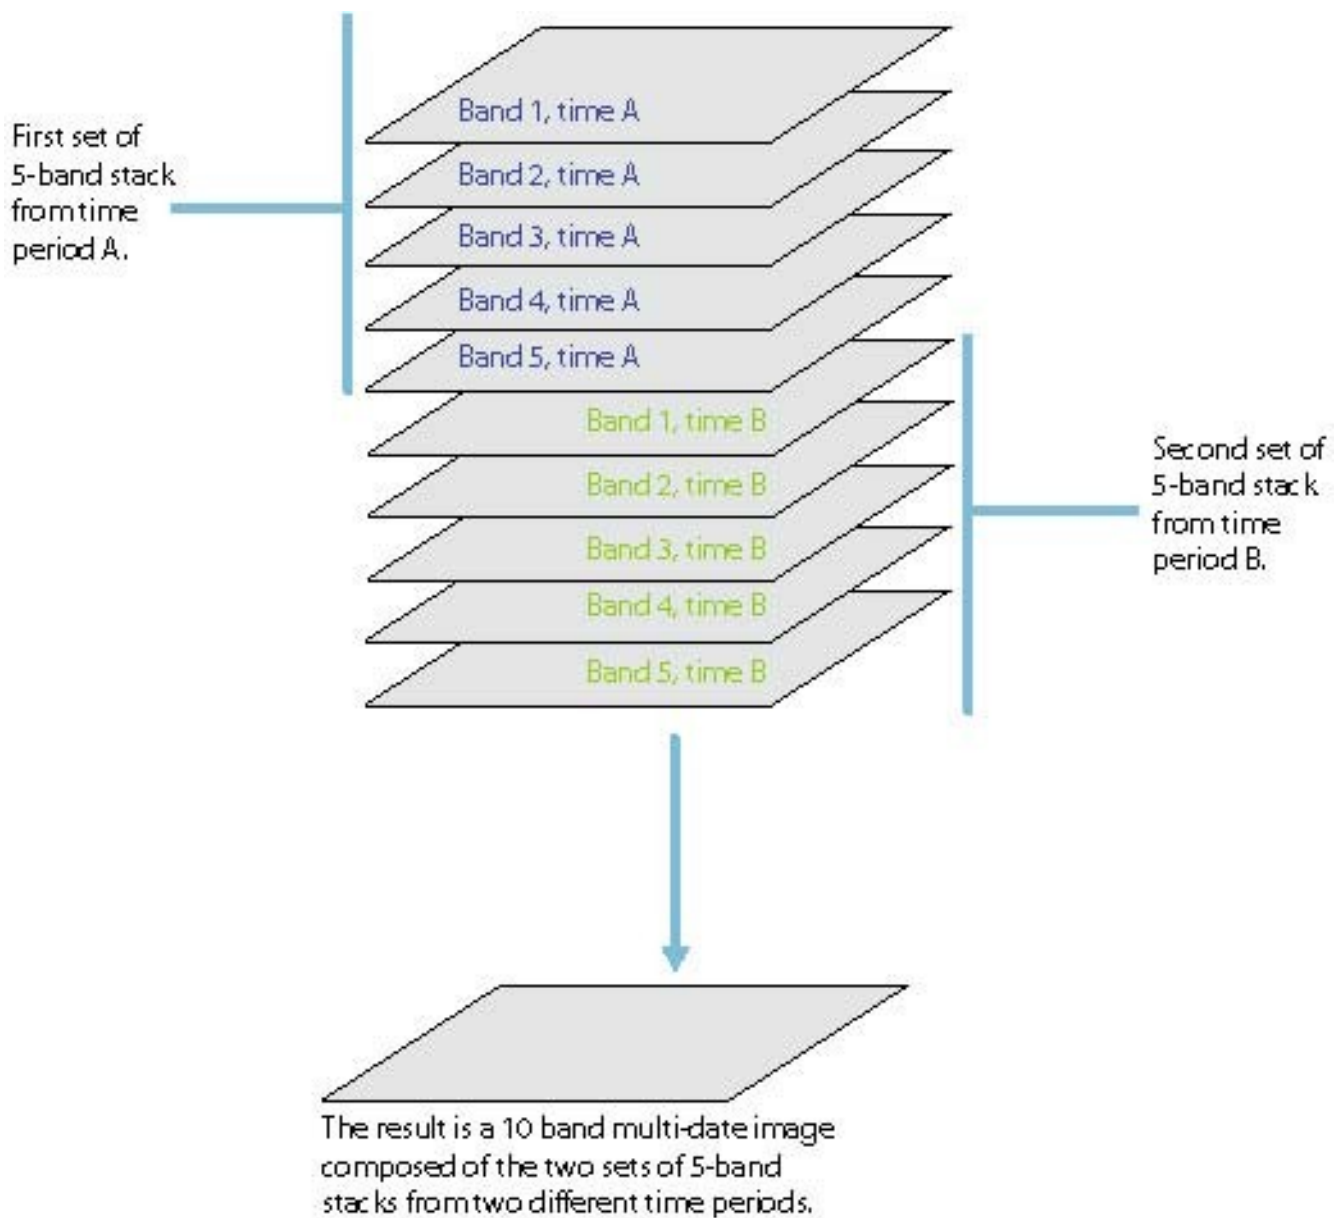 First set of
5-band stack
from time
period A.
Band 1, time A
Band 2, time A
Band 3, time A
Band 4, time A
Band 5, time A
Band 1, time B
Band 2, time B
Band 3, time B
Band 4, time B
Band 5, time B
Second set of
5-band stack
from time
period B.
The result is a 10 band multi-date image
composed of the two sets of 5-band
stacks from two different time periods.